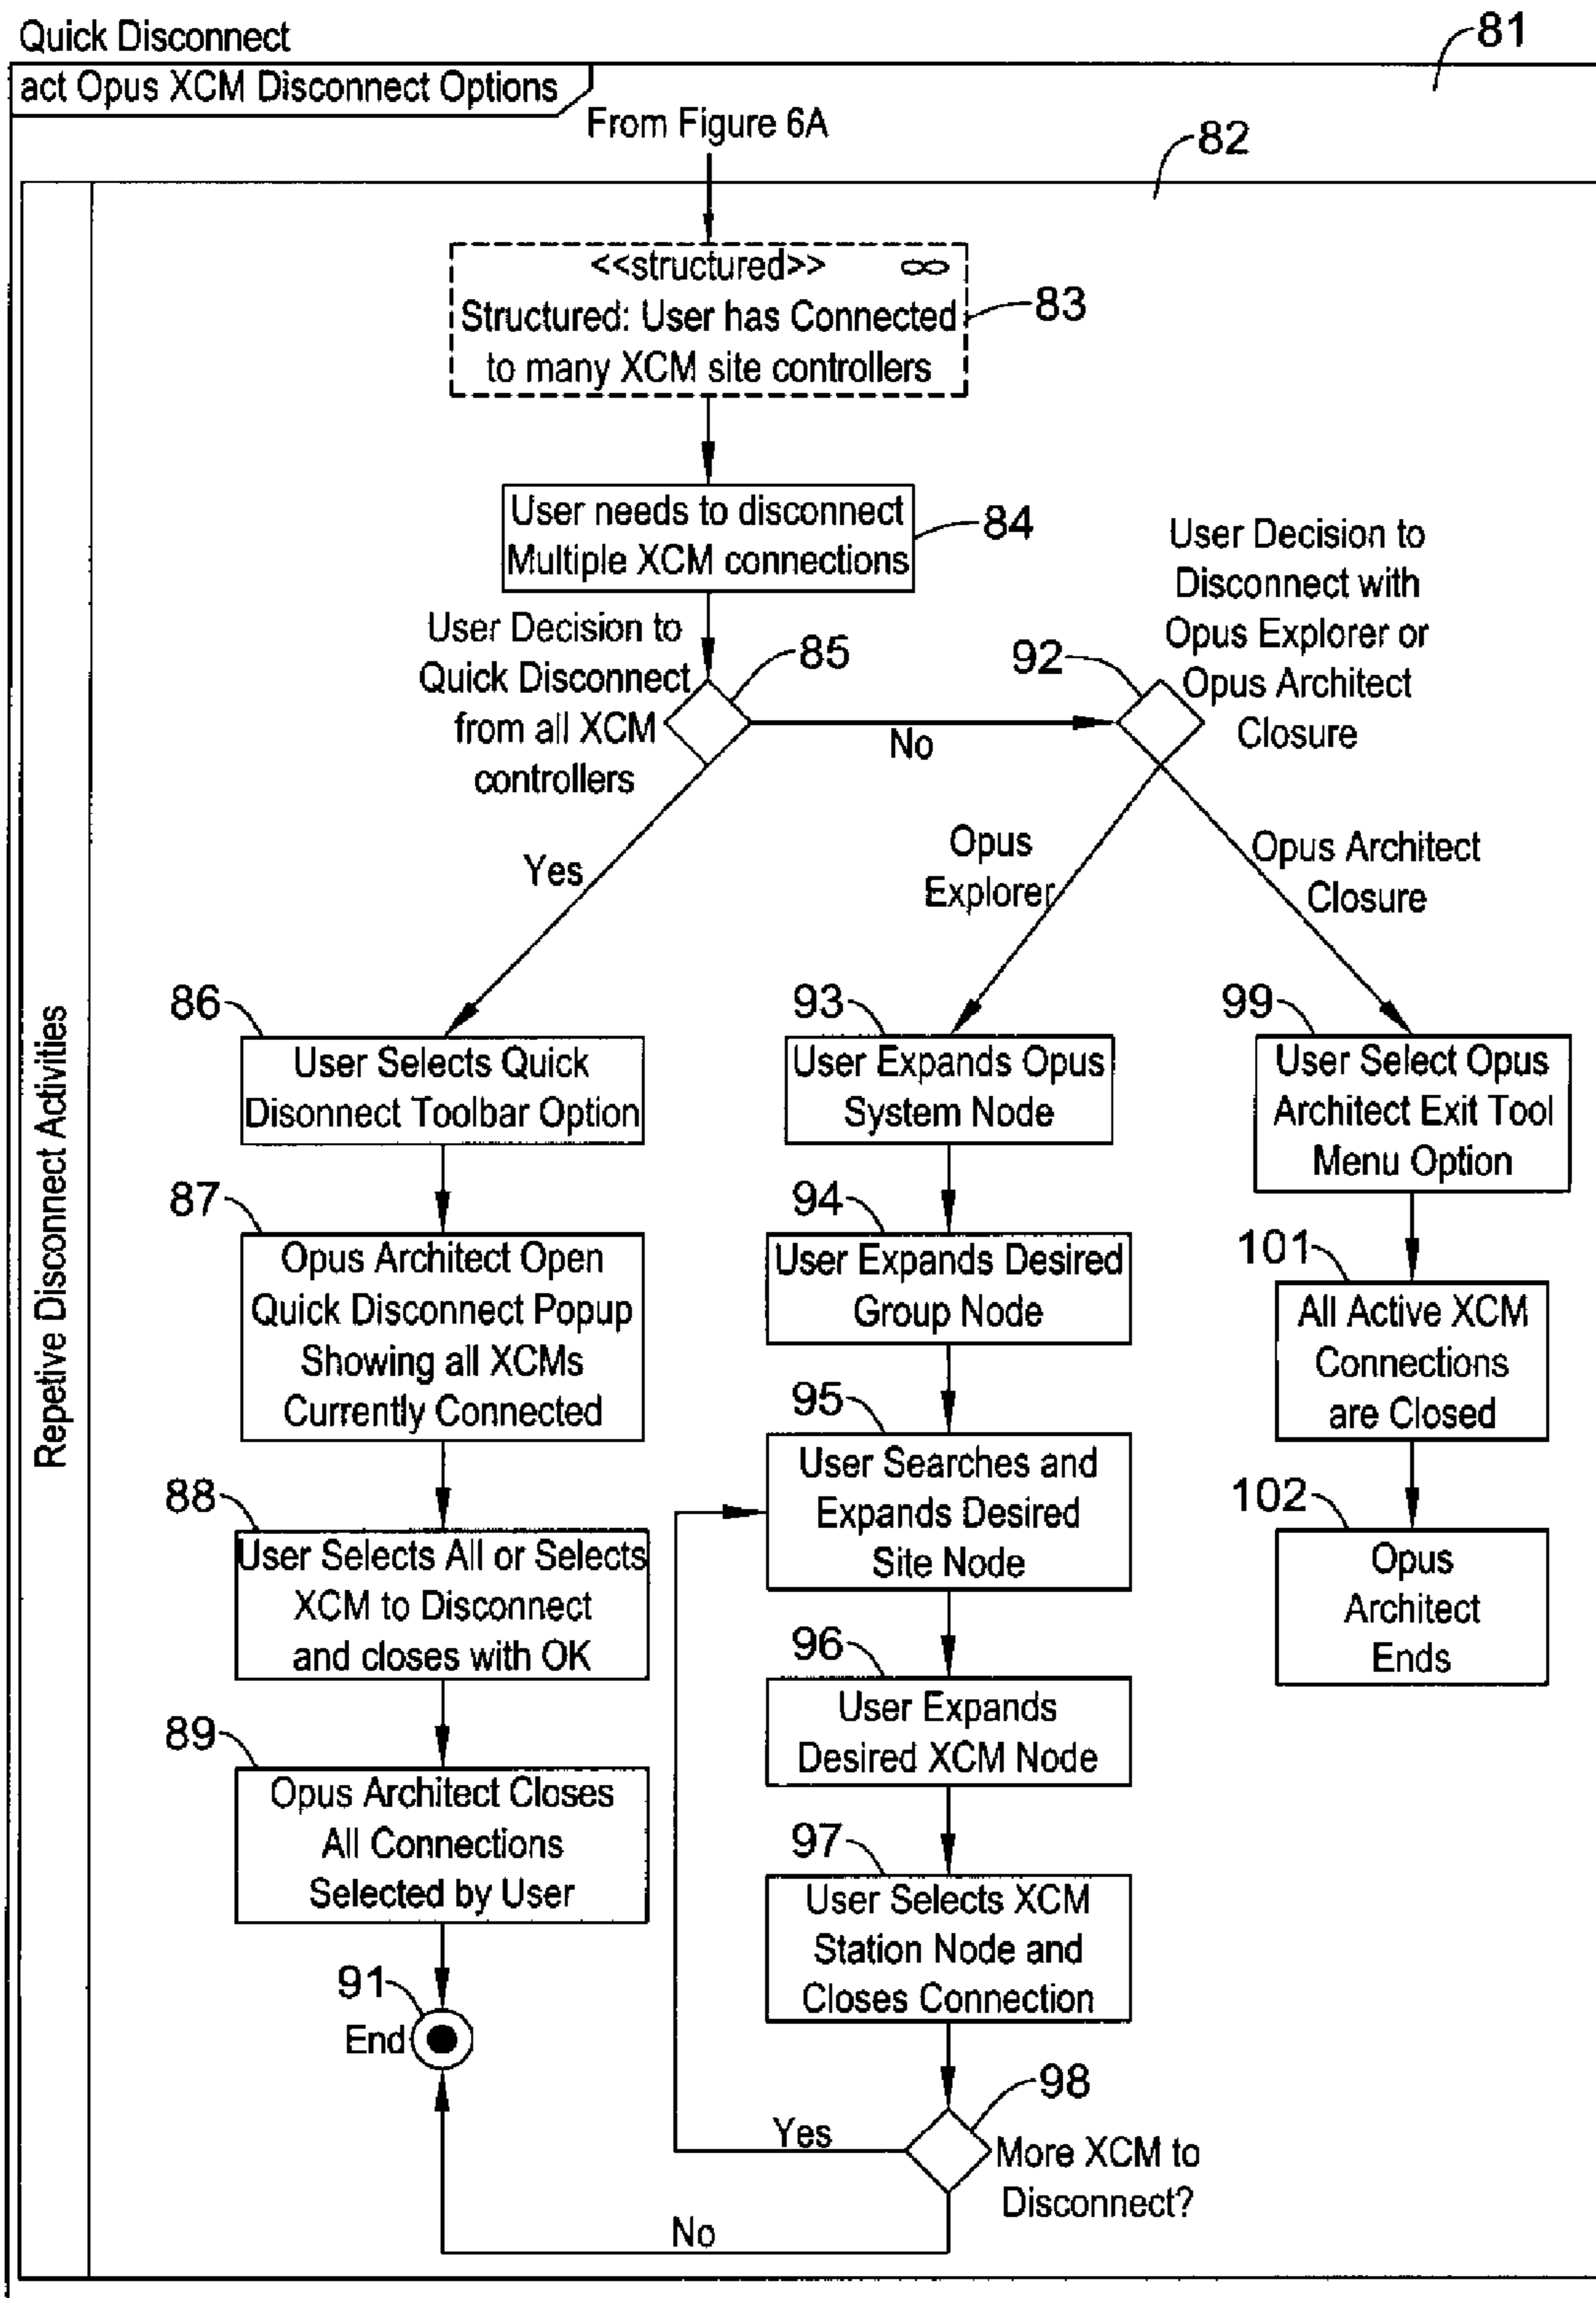 Quick Disconnect
81
act Opus XCM Disconnect Options
From Figure 6A
82
<<structured>>
Structured: User has Connected
to many XCM site controllers
83
User needs to disconnect
Multiple XCM connections
84
User Decision to
Quick Disconnect
from all XCM
controllers
85
92
User Decision to
Disconnect with
Opus Explorer or
Opus Architect
Closure
No
Yes
Opus
Explorer
Opus Architect
Closure
Repetive Disconnect Activities
86
User Selects Quick
Disonnect Toolbar Option
87
Opus Architect Open
Quick Disconnect Popup
Showing all XCMs
Currently Connected
88
User Selects All or Selects
XCM to Disconnect
and closes with OK
89
Opus Architect Closes
All Connections
Selected by User
91
End
93
User Expands Opus
System Node
94
User Expands Desired
Group Node
95
User Searches and
Expands Desired
Site Node
96
User Expands
Desired XCM Node
97
User Selects XCM
Station Node and
Closes Connection
98
More XCM to
Disconnect?
Yes
No
99
User Select Opus
Architect Exit Tool
Menu Option
101
All Active XCM
Connections
are Closed
102
Opus
Architect
Ends